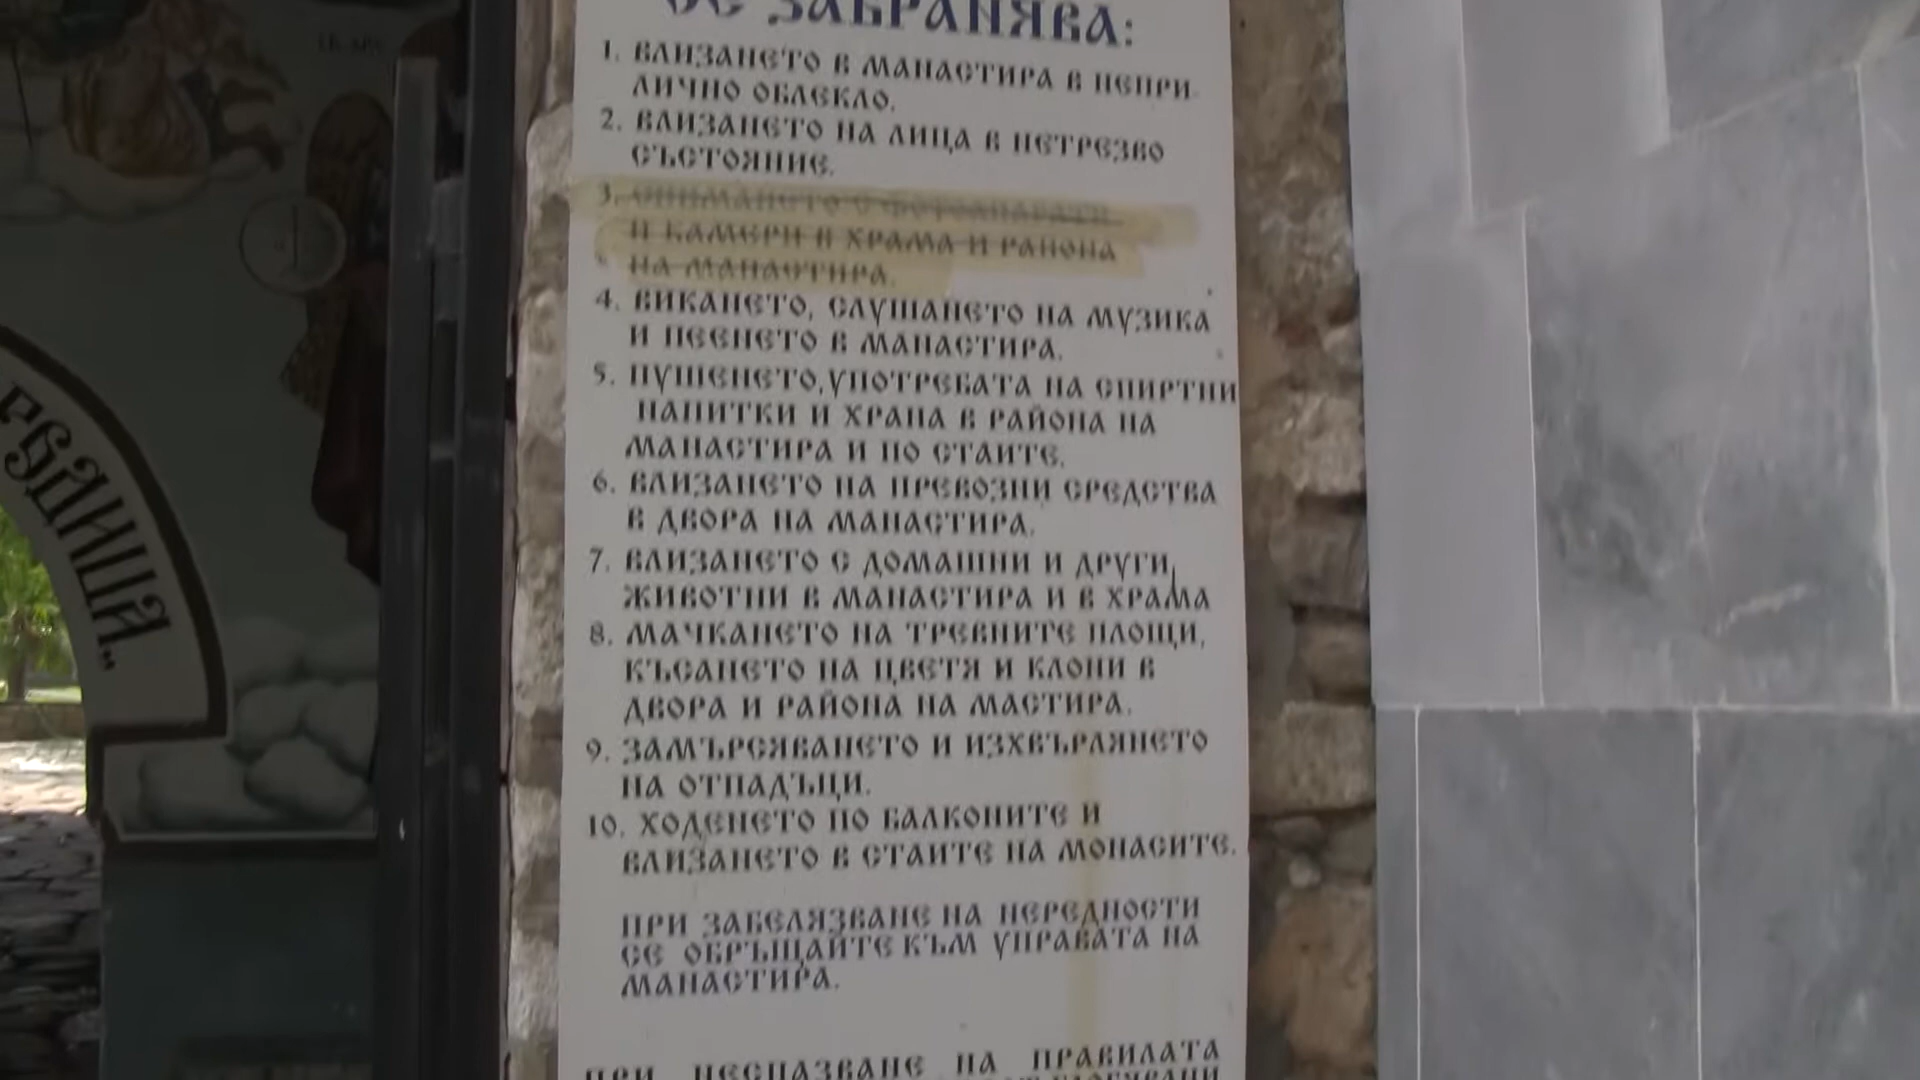 СЕ ЗАБРАНЯВА:
1. ВЛИЗАНЕТО В МАНАСТИРА В НЕПРИ-
ЛИЧНО ОБЛЕКЛО.
2. ВЛИЗАНЕТО НА ЛИЦА В НЕТРЕЗВО
СЪСТОЯНИЕ.
3. СНИМАНЕТО С ФОТОАПАРАТИ
И КАМЕРИ В ХРАМА И РАЙОНА
НА МАНАСТИРА.
4. ВИКАНЕТО, СЛУШАНЕТО НА МУЗИКА
И ПЕЕНЕТО В МАНАСТИРА.
5. ПУШЕНЕТО,УПОТРЕБАТА НА СПИРТНИ
НАПИТКИ И ХРАНА В РАЙОНА НА
МАНАСТИРА И ПО СТАИТЕ.
6. ВЛИЗАНЕТО НА ПРЕВОЗНИ СРЕДСТВА
В ДВОРА НА МАНАСТИРА.
7. ВЛИЗАНЕТО С ДОМАШНИ И ДРУГИ
ЖИВОТНИ В МАНАСТИРА И В ХРАМА
8. МАЧКАНЕТО НА ТРЕВНИТЕ ПЛОЩИ,
КЪСАНЕТО НА ЦВЕТЯ И КЛОНИ В
ДВОРА И РАЙОНА НА МАСТИРА.
9. ЗАМЪРСЯВАНЕТО И ИЗХВЪРЛЯНЕТО
НА ОТПАДЪЦИ.
10. ХОДЕНЕТО ПО БАЛКОНИТЕ И
ВЛИЗАНЕТО В СТАИТЕ НА МОНАСИТЕ.
ПРИ ЗАБЕЛЯЗВАНЕ НА НЕРЕДНОСТИ
СЕ ОБРЪЩАЙТЕ КЪМ УПРАВАТА НА
МАНАСТИРА.
ПРИ НЕСПАЗВАНЕ НА ПРАВИЛАТА